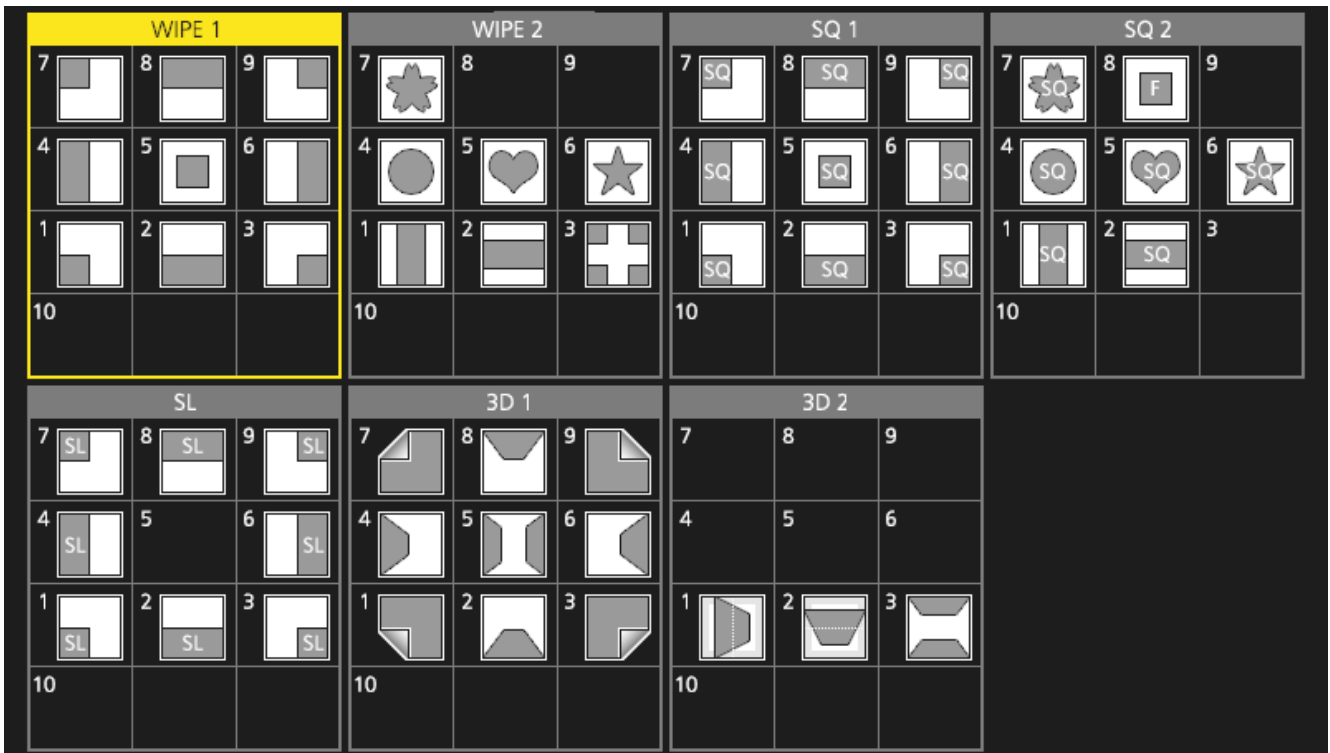 WIPE 1 WIPE 2 SQ 1 SQ 2
7 8 9 7 8 9 7 SQ 8 SQ 9 SQ 7 SQ 8 F 9
4 5 6 4 5 6 4 SQ 5 SQ 6 SQ 4 SQ 5 SQ 6 SQ
1 2 3 1 2 3 1 SQ 2 SQ 3 SQ 1 SQ 2 SQ 3
10 10 10 10
SL 3D 1 3D 2
7 SL 8 SL 9 SL 7 8 9 7 8 9
4 SL 5 6 SL 4 5 6 4 5 6
1 SL 2 SL 3 SL 1 2 3 1 2 3
10 10 10